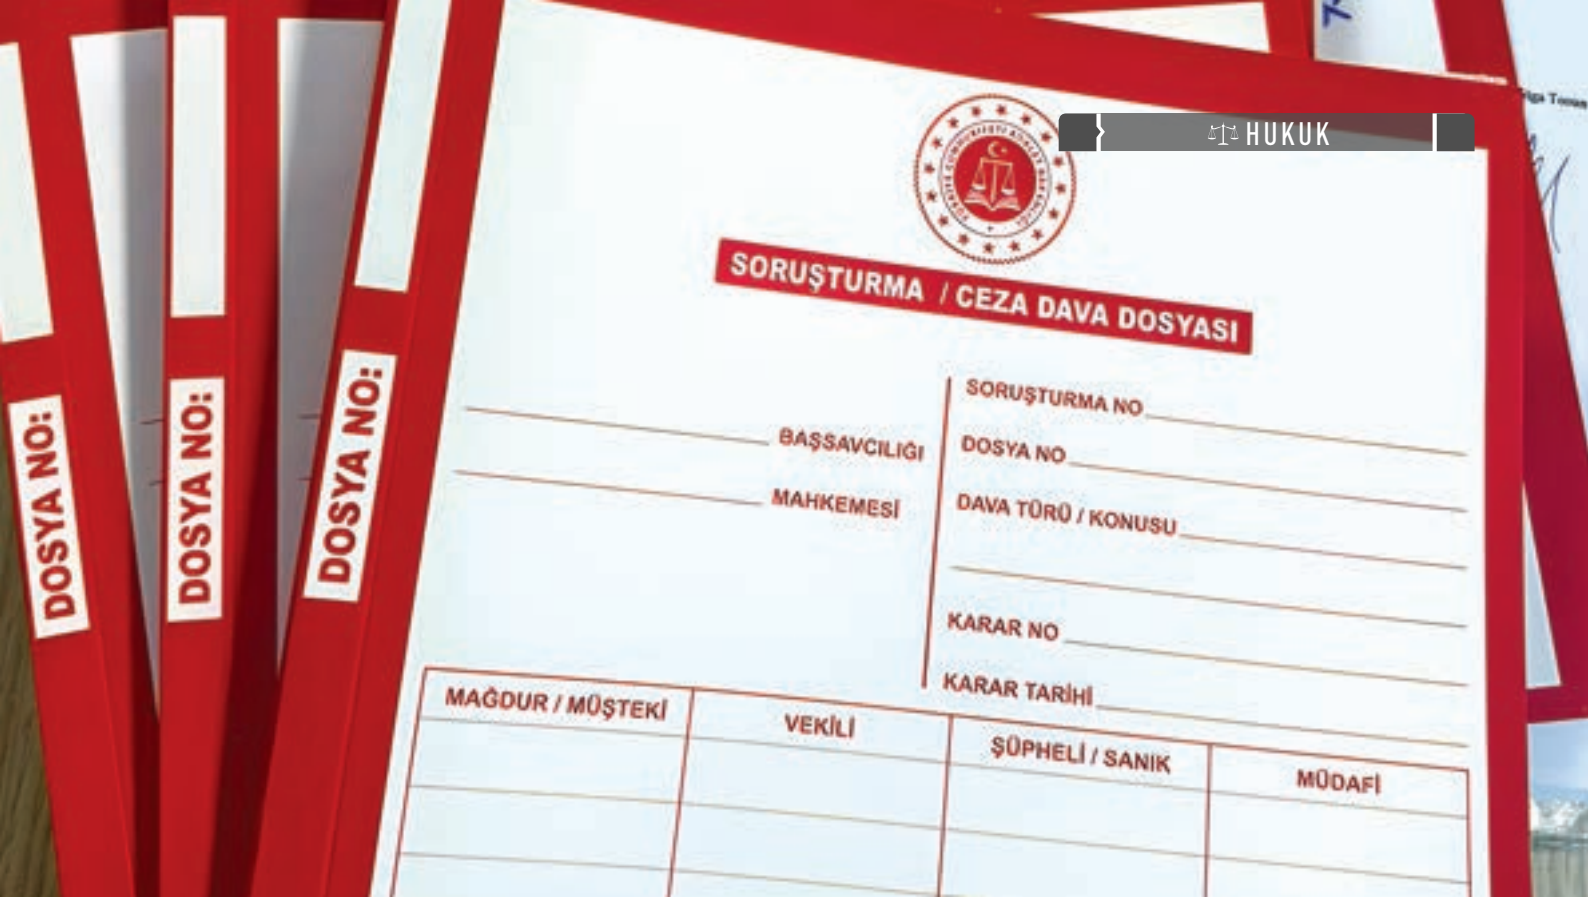 HUKUK
SORUŞTURMA / CEZA DAVA DOSYASI
BAŞSAVCILIĞI
MAHKEMESİ
SORUŞTURMA NO
DOSYA NO
DAVA TÜRÜ / KONUSU
KARAR NO
KARAR TARİHİ
MAĞDUR / MÜŞTEKİ
VEKİLİ
ŞÜPHELİ / SANIK
MÜDAFİ
DOSYA NO:
DOSYA NO:
DOSYA NO: